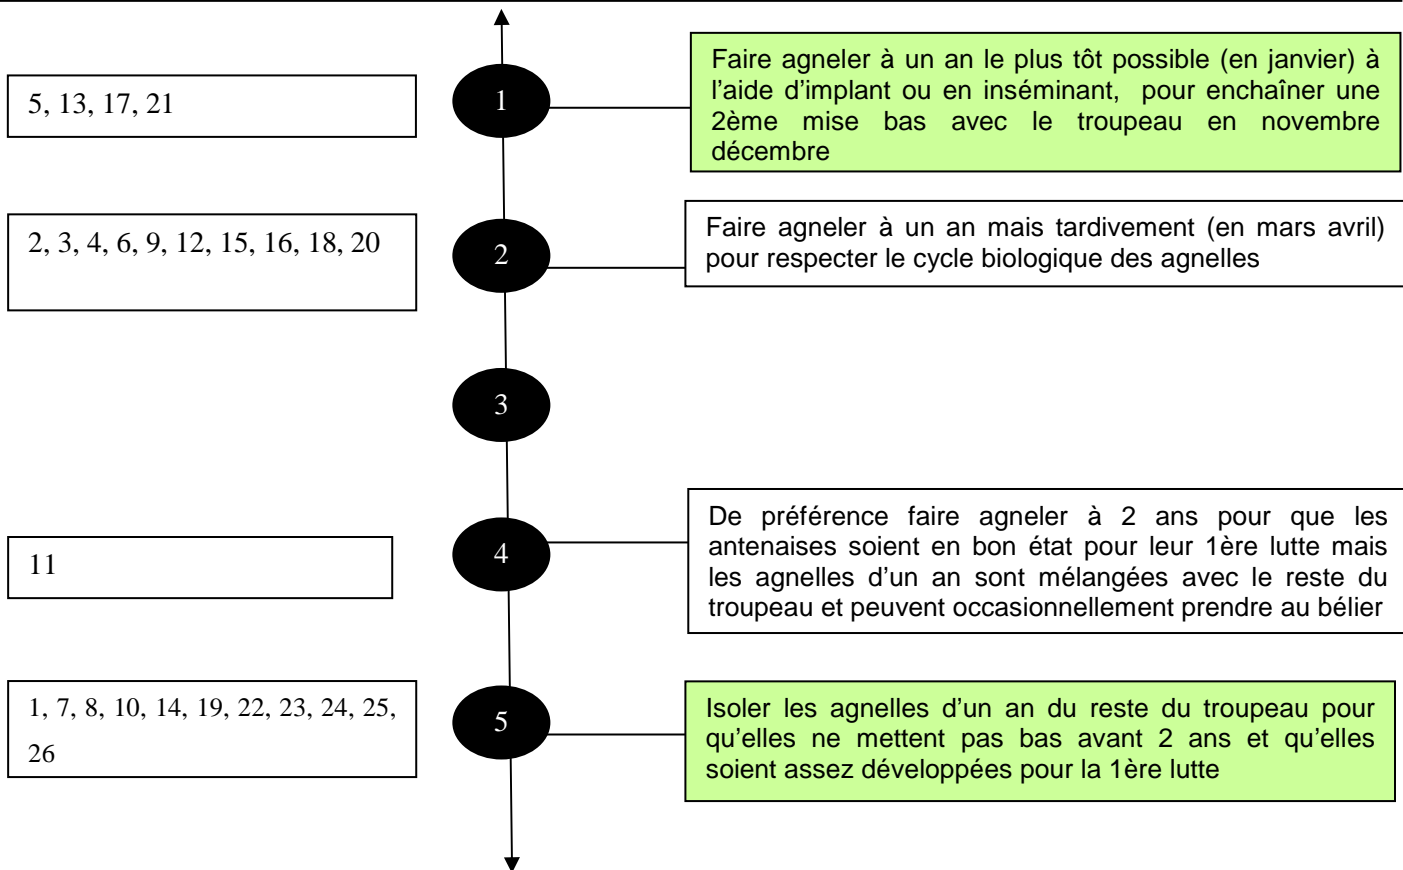 5, 13, 17, 21
1
Faire agneler à un an le plus tôt possible (en janvier) à
l’aide d’implant ou en inséminant, pour enchaîner une
2ème mise bas avec le troupeau en novembre
décembre
2, 3, 4, 6, 9, 12, 15, 16, 18, 20
2
Faire agneler à un an mais tardivement (en mars avril)
pour respecter le cycle biologique des agnelles
3
11
4
De préférence faire agneler à 2 ans pour que les
antenaises soient en bon état pour leur 1ère lutte mais
les agnelles d’un an sont mélangées avec le reste du
troupeau et peuvent occasionnellement prendre au bélier
1, 7, 8, 10, 14, 19, 22, 23, 24, 25,
26
5
Isoler les agnelles d’un an du reste du troupeau pour
qu’elles ne mettent pas bas avant 2 ans et qu’elles
soient assez développées pour la 1ère lutte